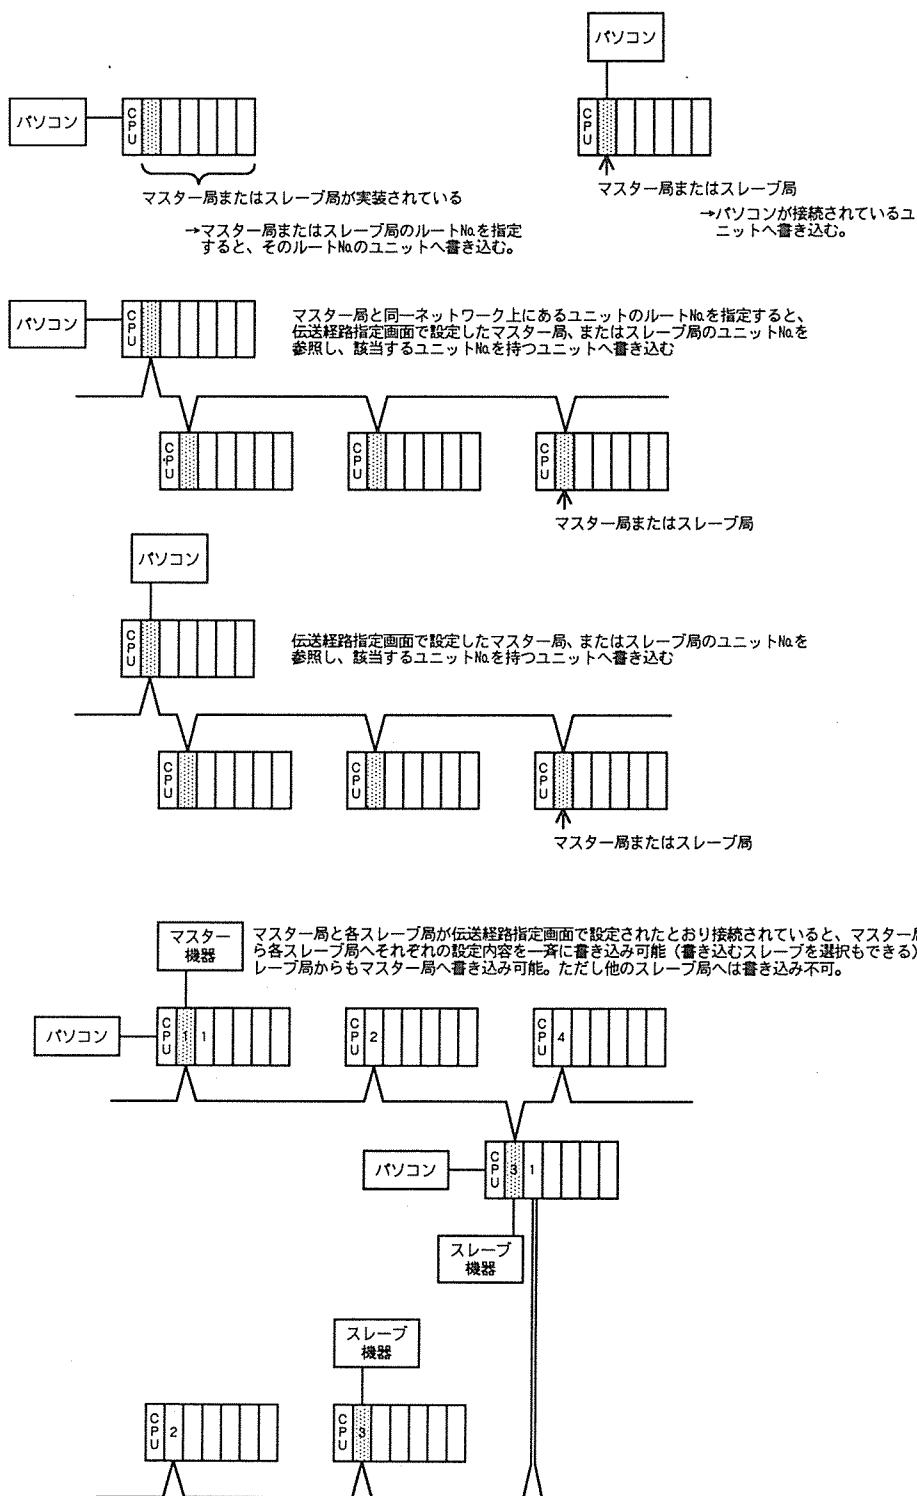 パソコン
パソコン
CPU
CPU
マスター局またはスレーブ局が実装されている
→マスター局またはスレーブ局のルート№を指定
すると、そのルート№のユニットへ書き込む。
マスター局またはスレーブ局
→パソコンが接続されているユ
ニットへ書き込む。
パソコン
CPU
マスター局と同一ネットワーク上にあるユニットのルート№を指定すると、
伝送経路指定画面で設定したマスター局、またはスレーブ局のユニット№を
参照し、該当するユニット№を持つユニットへ書き込む
CPU
CPU
CPU
マスター局またはスレーブ局
パソコン
CPU
伝送経路指定画面で設定したマスター局、またはスレーブ局のユニット№を
参照し、該当するユニット№を持つユニットへ書き込む
CPU
CPU
CPU
マスター局またはスレーブ局
マスター
機器
マスター局と各スレーブ局が伝送経路指定画面で設定されたとおり接続されていると、マスター局
ら各スレーブ局へそれぞれの設定内容を一斉に書き込み可能（書き込むスレーブを選択もできる）
レーブ局からもマスター局へ書き込み可能。ただし他のスレーブ局へは書き込み不可。
パソコン
CPU 1 1
CPU 2
CPU 4
パソコン
CPU 3 1
スレーブ
機器
スレーブ
機器
CPU 2
CPU 3